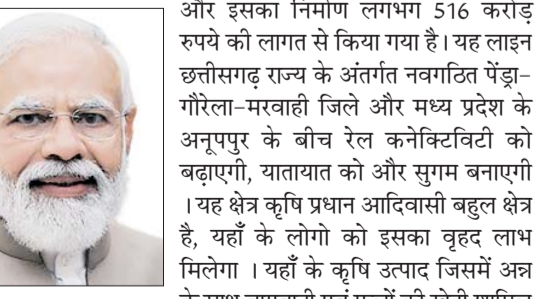 और इसका निर्माण लगभग 516 करोड़
रुपये की लागत से किया गया है। यह लाइन
छत्तीसगढ़ राज्य के अंतर्गत नवगठित पेंड्रा-
गौरेला-मरवाही जिले और मध्य प्रदेश के
अनूपपुर के बीच रेल कनेक्टिविटी को
बढ़ाएगी, यातायात को और सुगम बनाएगी
। यह क्षेत्र कृषि प्रधान आदिवासी बहुल क्षेत्र
है, यहाँ के लोगो को इसका वृहद लाभ
मिलेगा । यहाँ के कृषि उत्पाद जिसमें अन्न